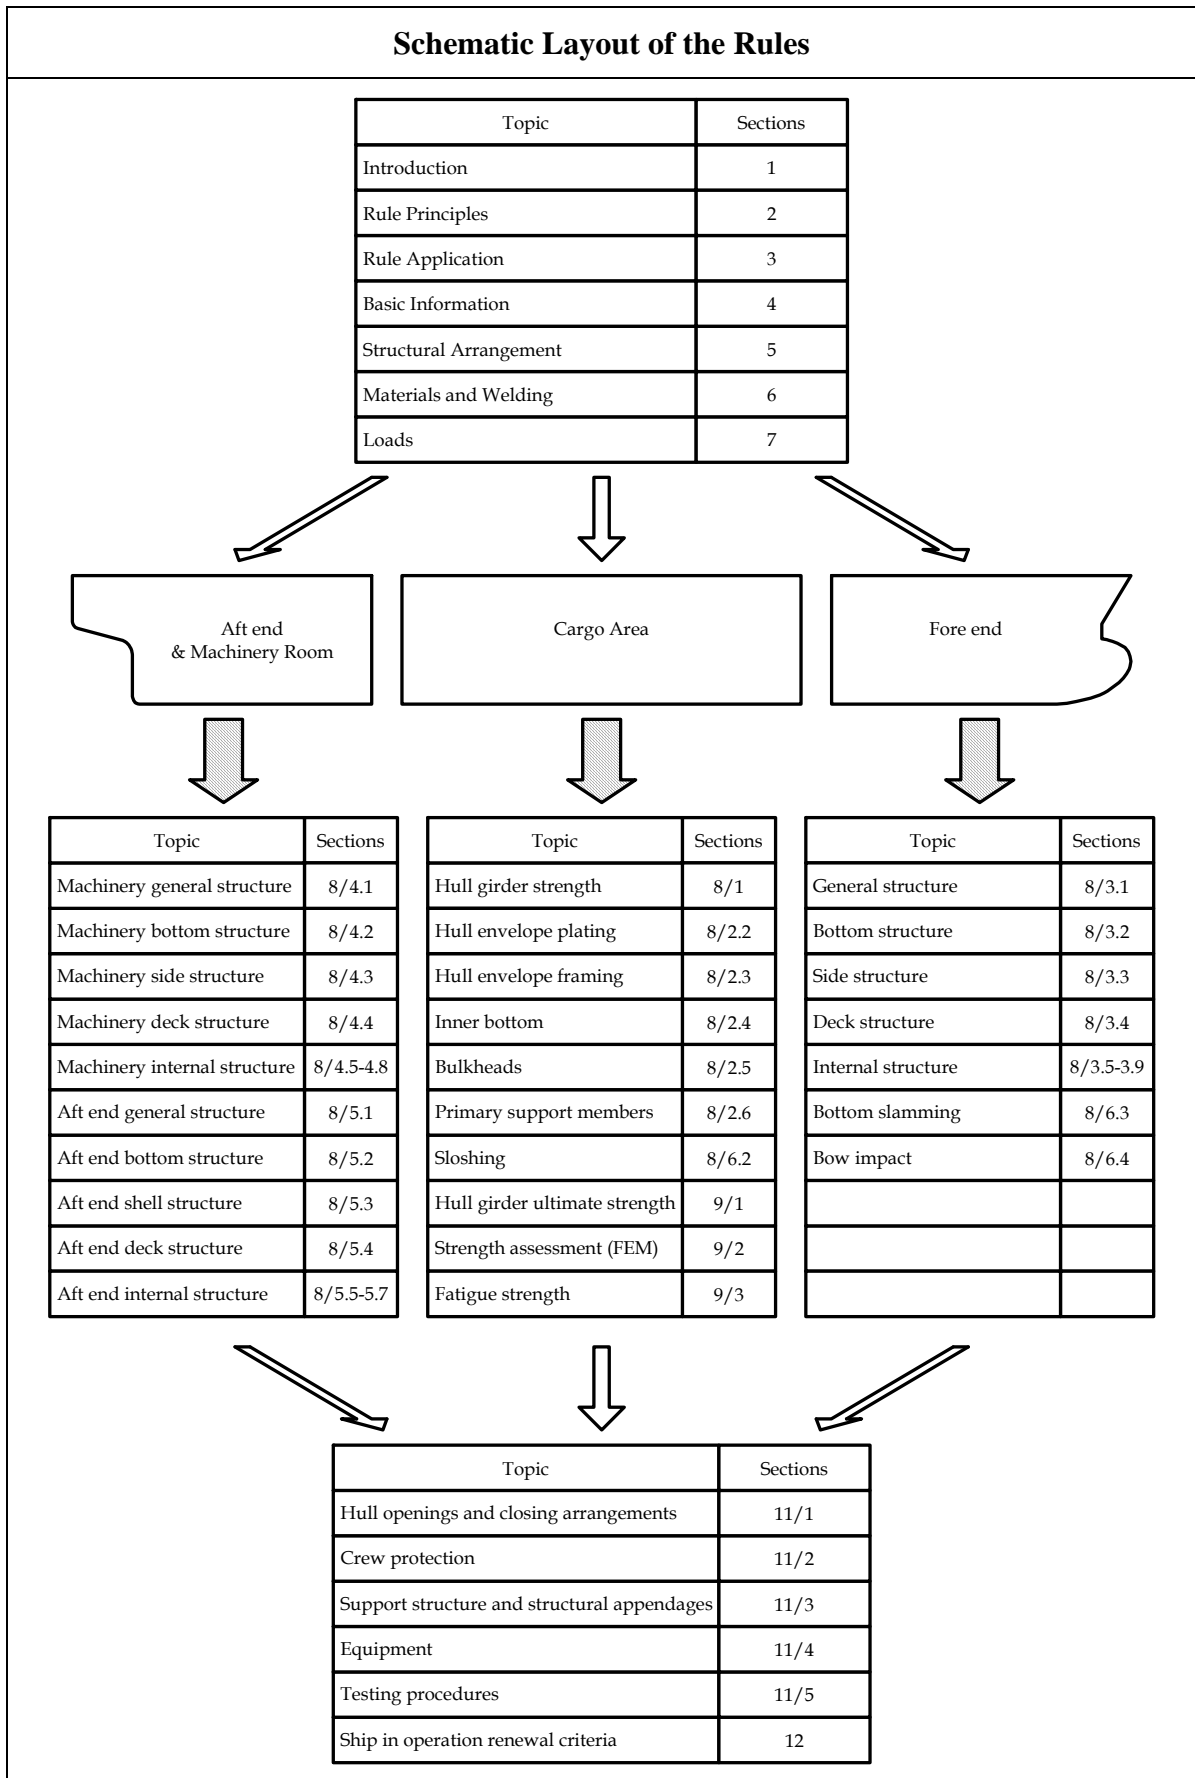 Schematic Layout of the Rules
Topic Sections
Introduction 1
Rule Principles 2
Rule Application 3
Basic Information 4
Structural Arrangement 5
Materials and Welding 6
Loads 7
Aft end
& Machinery Room
Cargo Area
Fore end
Topic Sections
Machinery general structure 8/4.1
Machinery bottom structure 8/4.2
Machinery side structure 8/4.3
Machinery deck structure 8/4.4
Machinery internal structure 8/4.5-4.8
Aft end general structure 8/5.1
Aft end bottom structure 8/5.2
Aft end shell structure 8/5.3
Aft end deck structure 8/5.4
Aft end internal structure 8/5.5-5.7
Topic Sections
Hull girder strength 8/1
Hull envelope plating 8/2.2
Hull envelope framing 8/2.3
Inner bottom 8/2.4
Bulkheads 8/2.5
Primary support members 8/2.6
Sloshing 8/6.2
Hull girder ultimate strength 9/1
Strength assessment (FEM) 9/2
Fatigue strength 9/3
Topic Sections
General structure 8/3.1
Bottom structure 8/3.2
Side structure 8/3.3
Deck structure 8/3.4
Internal structure 8/3.5-3.9
Bottom slamming 8/6.3
Bow impact 8/6.4
Topic Sections
Hull openings and closing arrangements 11/1
Crew protection 11/2
Support structure and structural appendages 11/3
Equipment 11/4
Testing procedures 11/5
Ship in operation renewal criteria 12